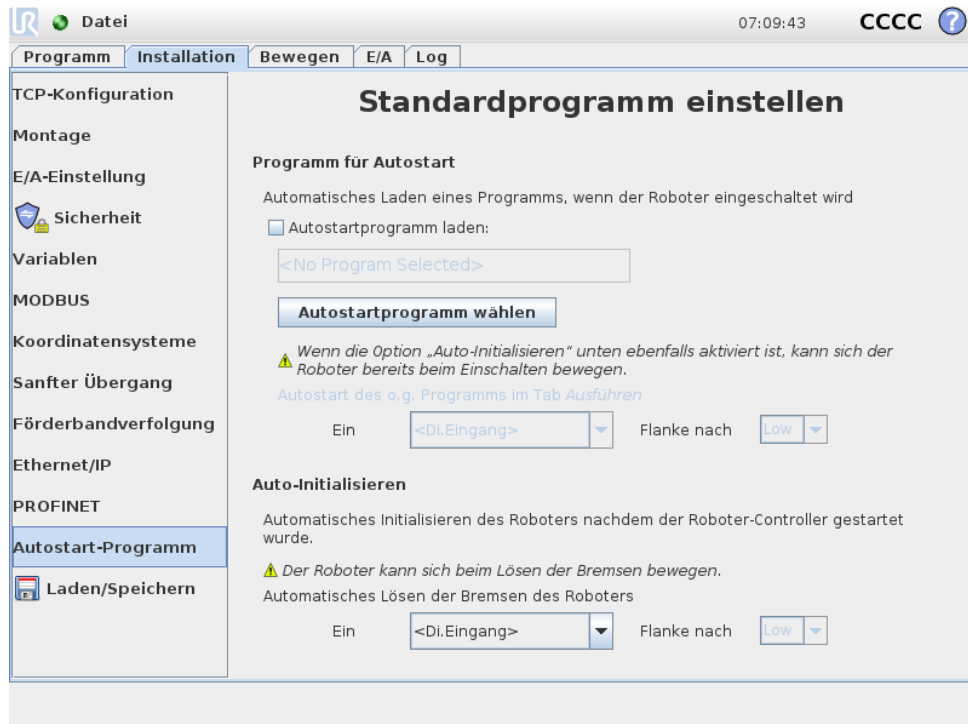 UR Datei 07:09:43 CCCC ?
Programm Installation Bewegen E/A Log
TCP-Konfiguration
Montage
E/A-Einstellung
Sicherheit
Variablen
MODBUS
Koordinatensysteme
Sanfter Übergang
Förderbandverfolgung
Ethernet/IP
PROFINET
Autostart-Programm
Laden/Speichern
Standardprogramm einstellen
Programm für Autostart
Automatisches Laden eines Programms, wenn der Roboter eingeschaltet wird
Autostartprogramm laden:
<No Program Selected>
Autostartprogramm wählen
Wenn die Option „Auto-Initialisieren“ unten ebenfalls aktiviert ist, kann sich der
Roboter bereits beim Einschalten bewegen.
Autostart des o.g. Programms im Tab Ausführen
Ein <Di.Eingang> Flanke nach Low
Auto-Initialisieren
Automatisches Initialisieren des Roboters nachdem der Roboter-Controller gestartet
wurde.
Der Roboter kann sich beim Lösen der Bremsen bewegen.
Automatisches Lösen der Bremsen des Roboters
Ein <Di.Eingang> Flanke nach Low